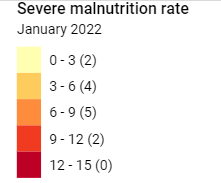 Severe malnutrition rate
January 2022
0 - 3 (2)
3 - 6 (4)
6 - 9 (5)
9 - 12 (2)
12 - 15 (0)